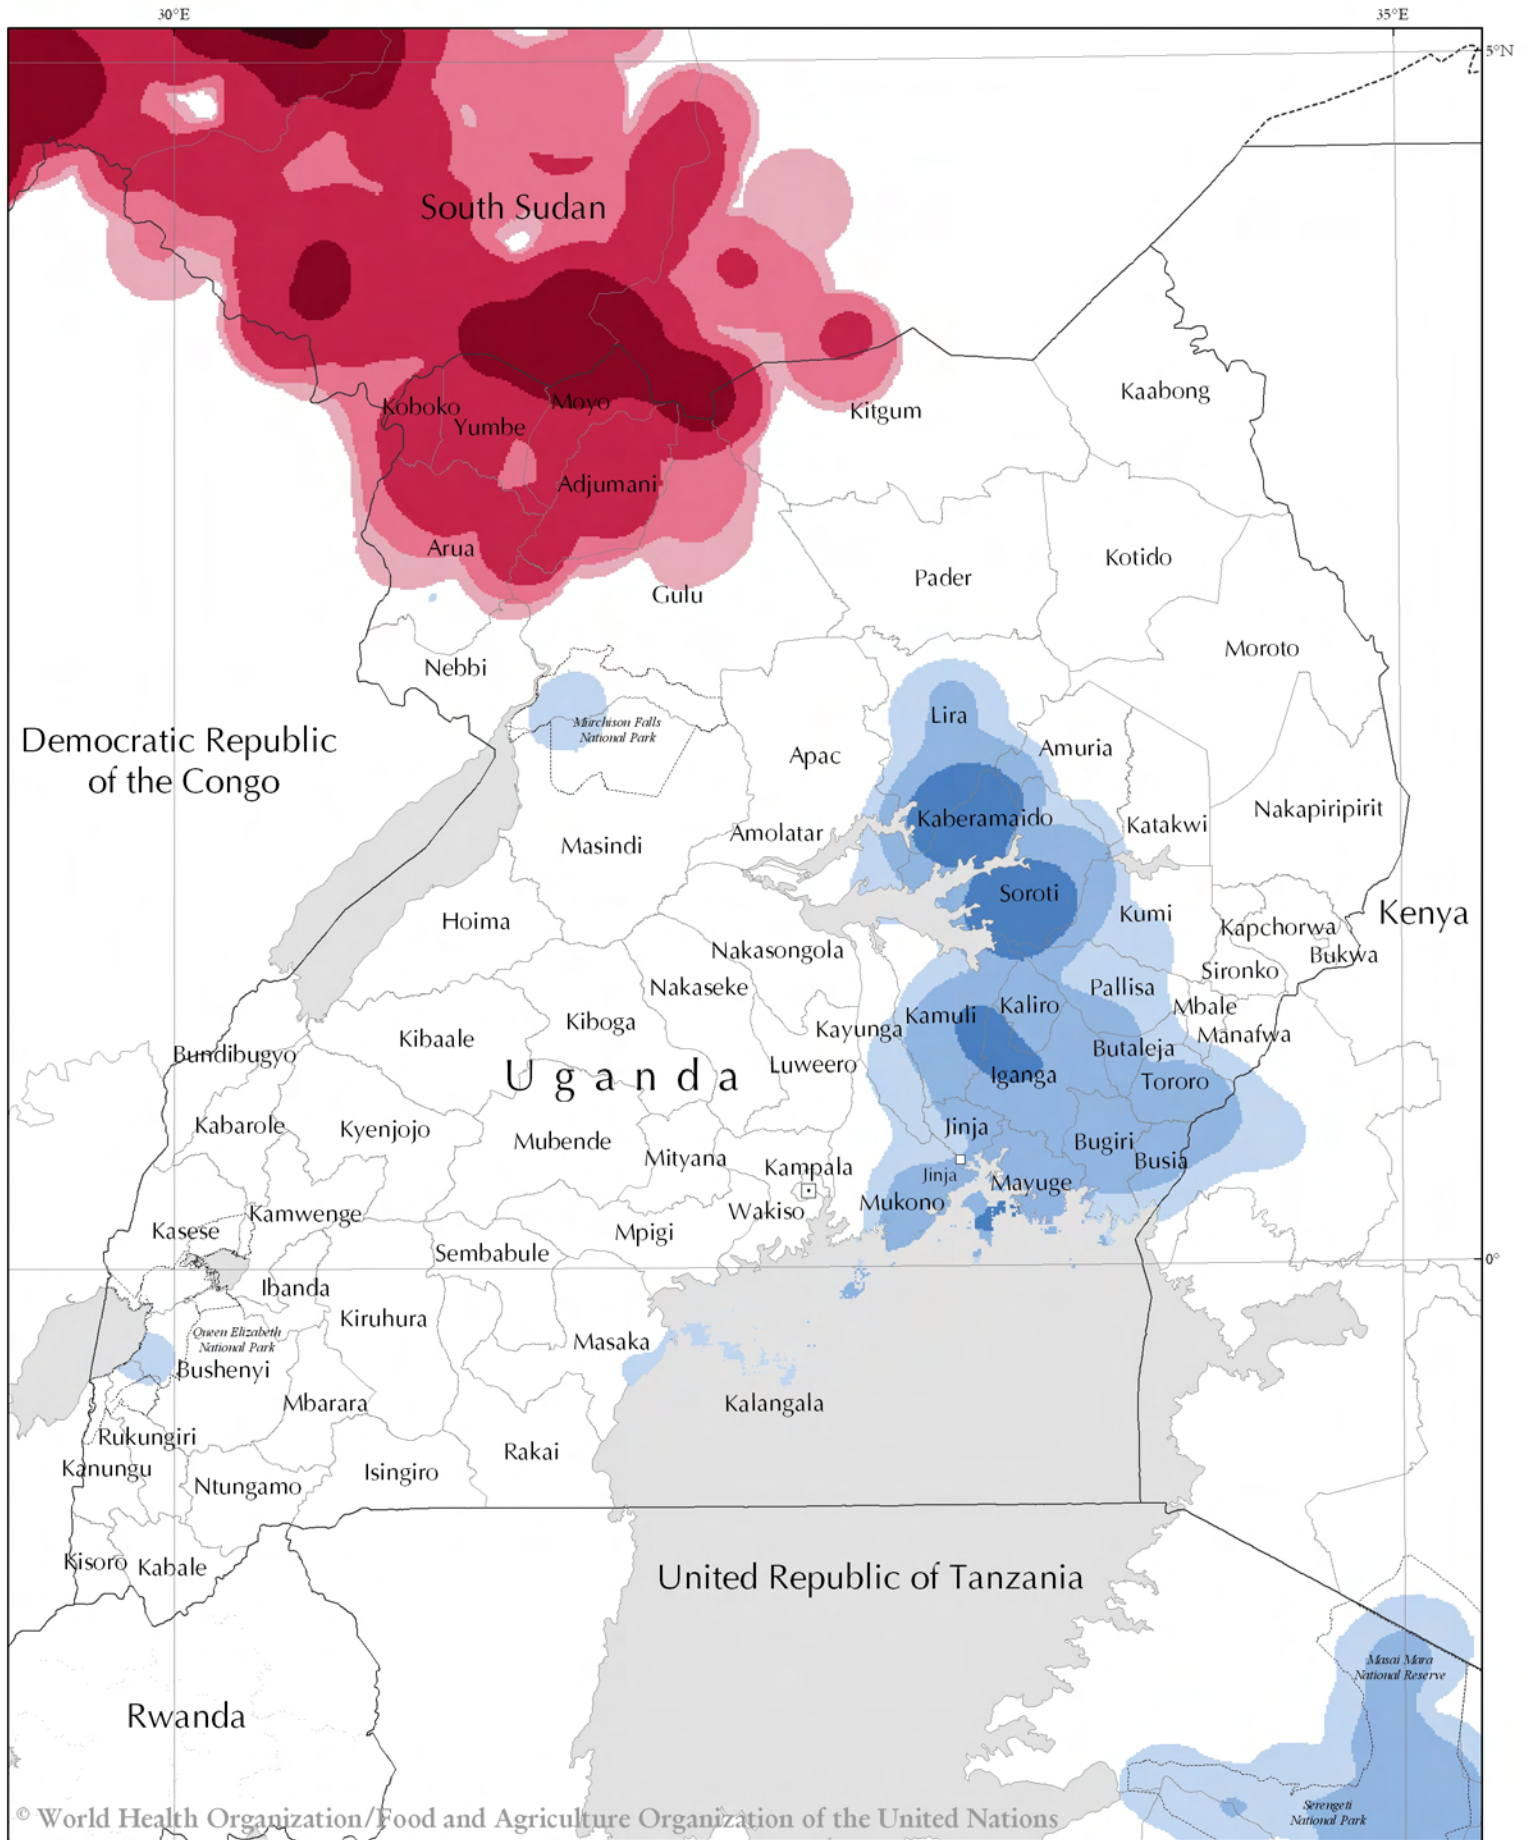 30°E
35°E
5°N
South Sudan
Kaabong
Koboko
Moyo
Kitgum
Yumbe
Adjumani
Arua
Kotido
Pader
Gulu
Moroto
Nebbi
Lira
Murchison Falls
National Park
Democratic Republic
of the Congo
Amuria
Apac
Nakapiripirit
Kaberamaido
Katakwi
Amolatar
Masindi
Soroti
Kenya
Kumi
Hoima
Kapchorwa
Nakasongola
Bukwa
Sironko
Nakaseke
Pallisa
Kaliro
Mbale
Kamuli
Kiboga
Kayunga
Manafwa
Kibaale
Butaleja
Bundibugyo
Luweero
Uganda
Iganga
Tororo
Kabarole
Kyenjojo
Jinja
Mubende
Bugiri
Mityana
Busia
Kampala
Jinja
Mayuge
Mukono
Wakiso
Kamwenge
Kasese
Mpigi
Sembabule
0°
Ibanda
Kiruhura
Queen Elizabeth
National Park
Masaka
Bushenyi
Mbarara
Kalangala
Rukungiri
Rakai
Kanungu
Isingiro
Ntungamo
Kisoro
Kabale
United Republic of Tanzania
Masai Mara
National Reserve
Rwanda
Serengeti
National Park
© World Health Organization/Food and Agriculture Organization of the United Nations